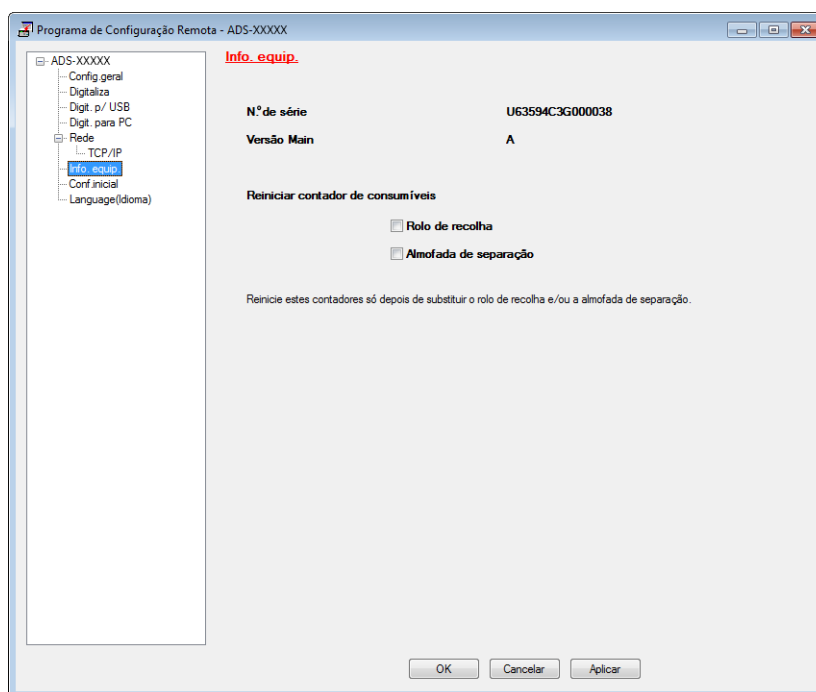 Programa de Configuração Remota - ADS-XXXXX
ADS-XXXXX
Config.geral
Digitaliza
Digit. p/ USB
Digit. para PC
Rede
TCP/IP
Info. equip.
Conf.inicial
Language(Idioma)
Info. equip.
N.º de série U63594C3G000038
Versão Main A
Reiniciar contador de consumíveis
Rolo de recolha
Almofada de separação
Reinicie estes contadores só depois de substituir o rolo de recolha e/ou a almofada de separação.
OK Cancelar Aplicar